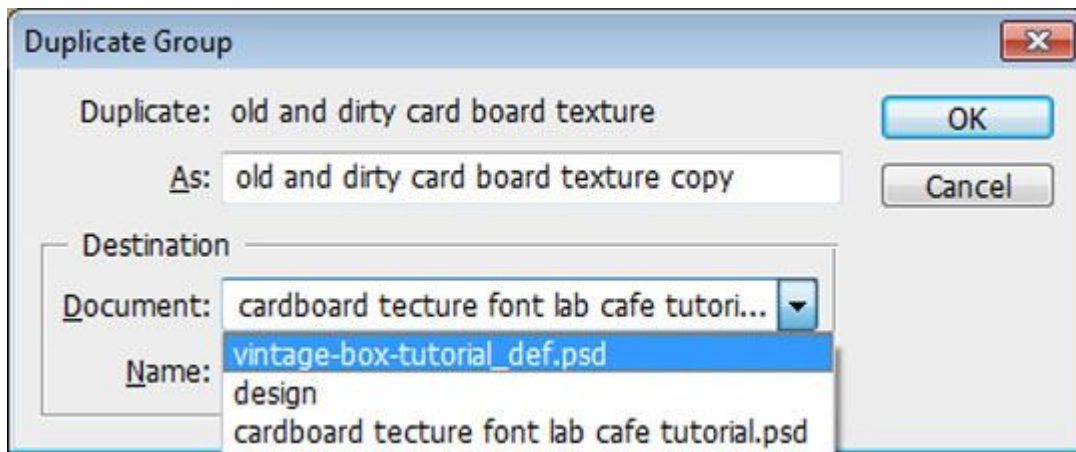 Duplicate Group
Duplicate: old and dirty card board texture
OK
As: old and dirty card board texture copy
Cancel
Destination
Document: cardboard tecture font lab cafe tutori...
vintage-box-tutorial_def.psd
Name:
design
cardboard tecture font lab cafe tutorial.psd